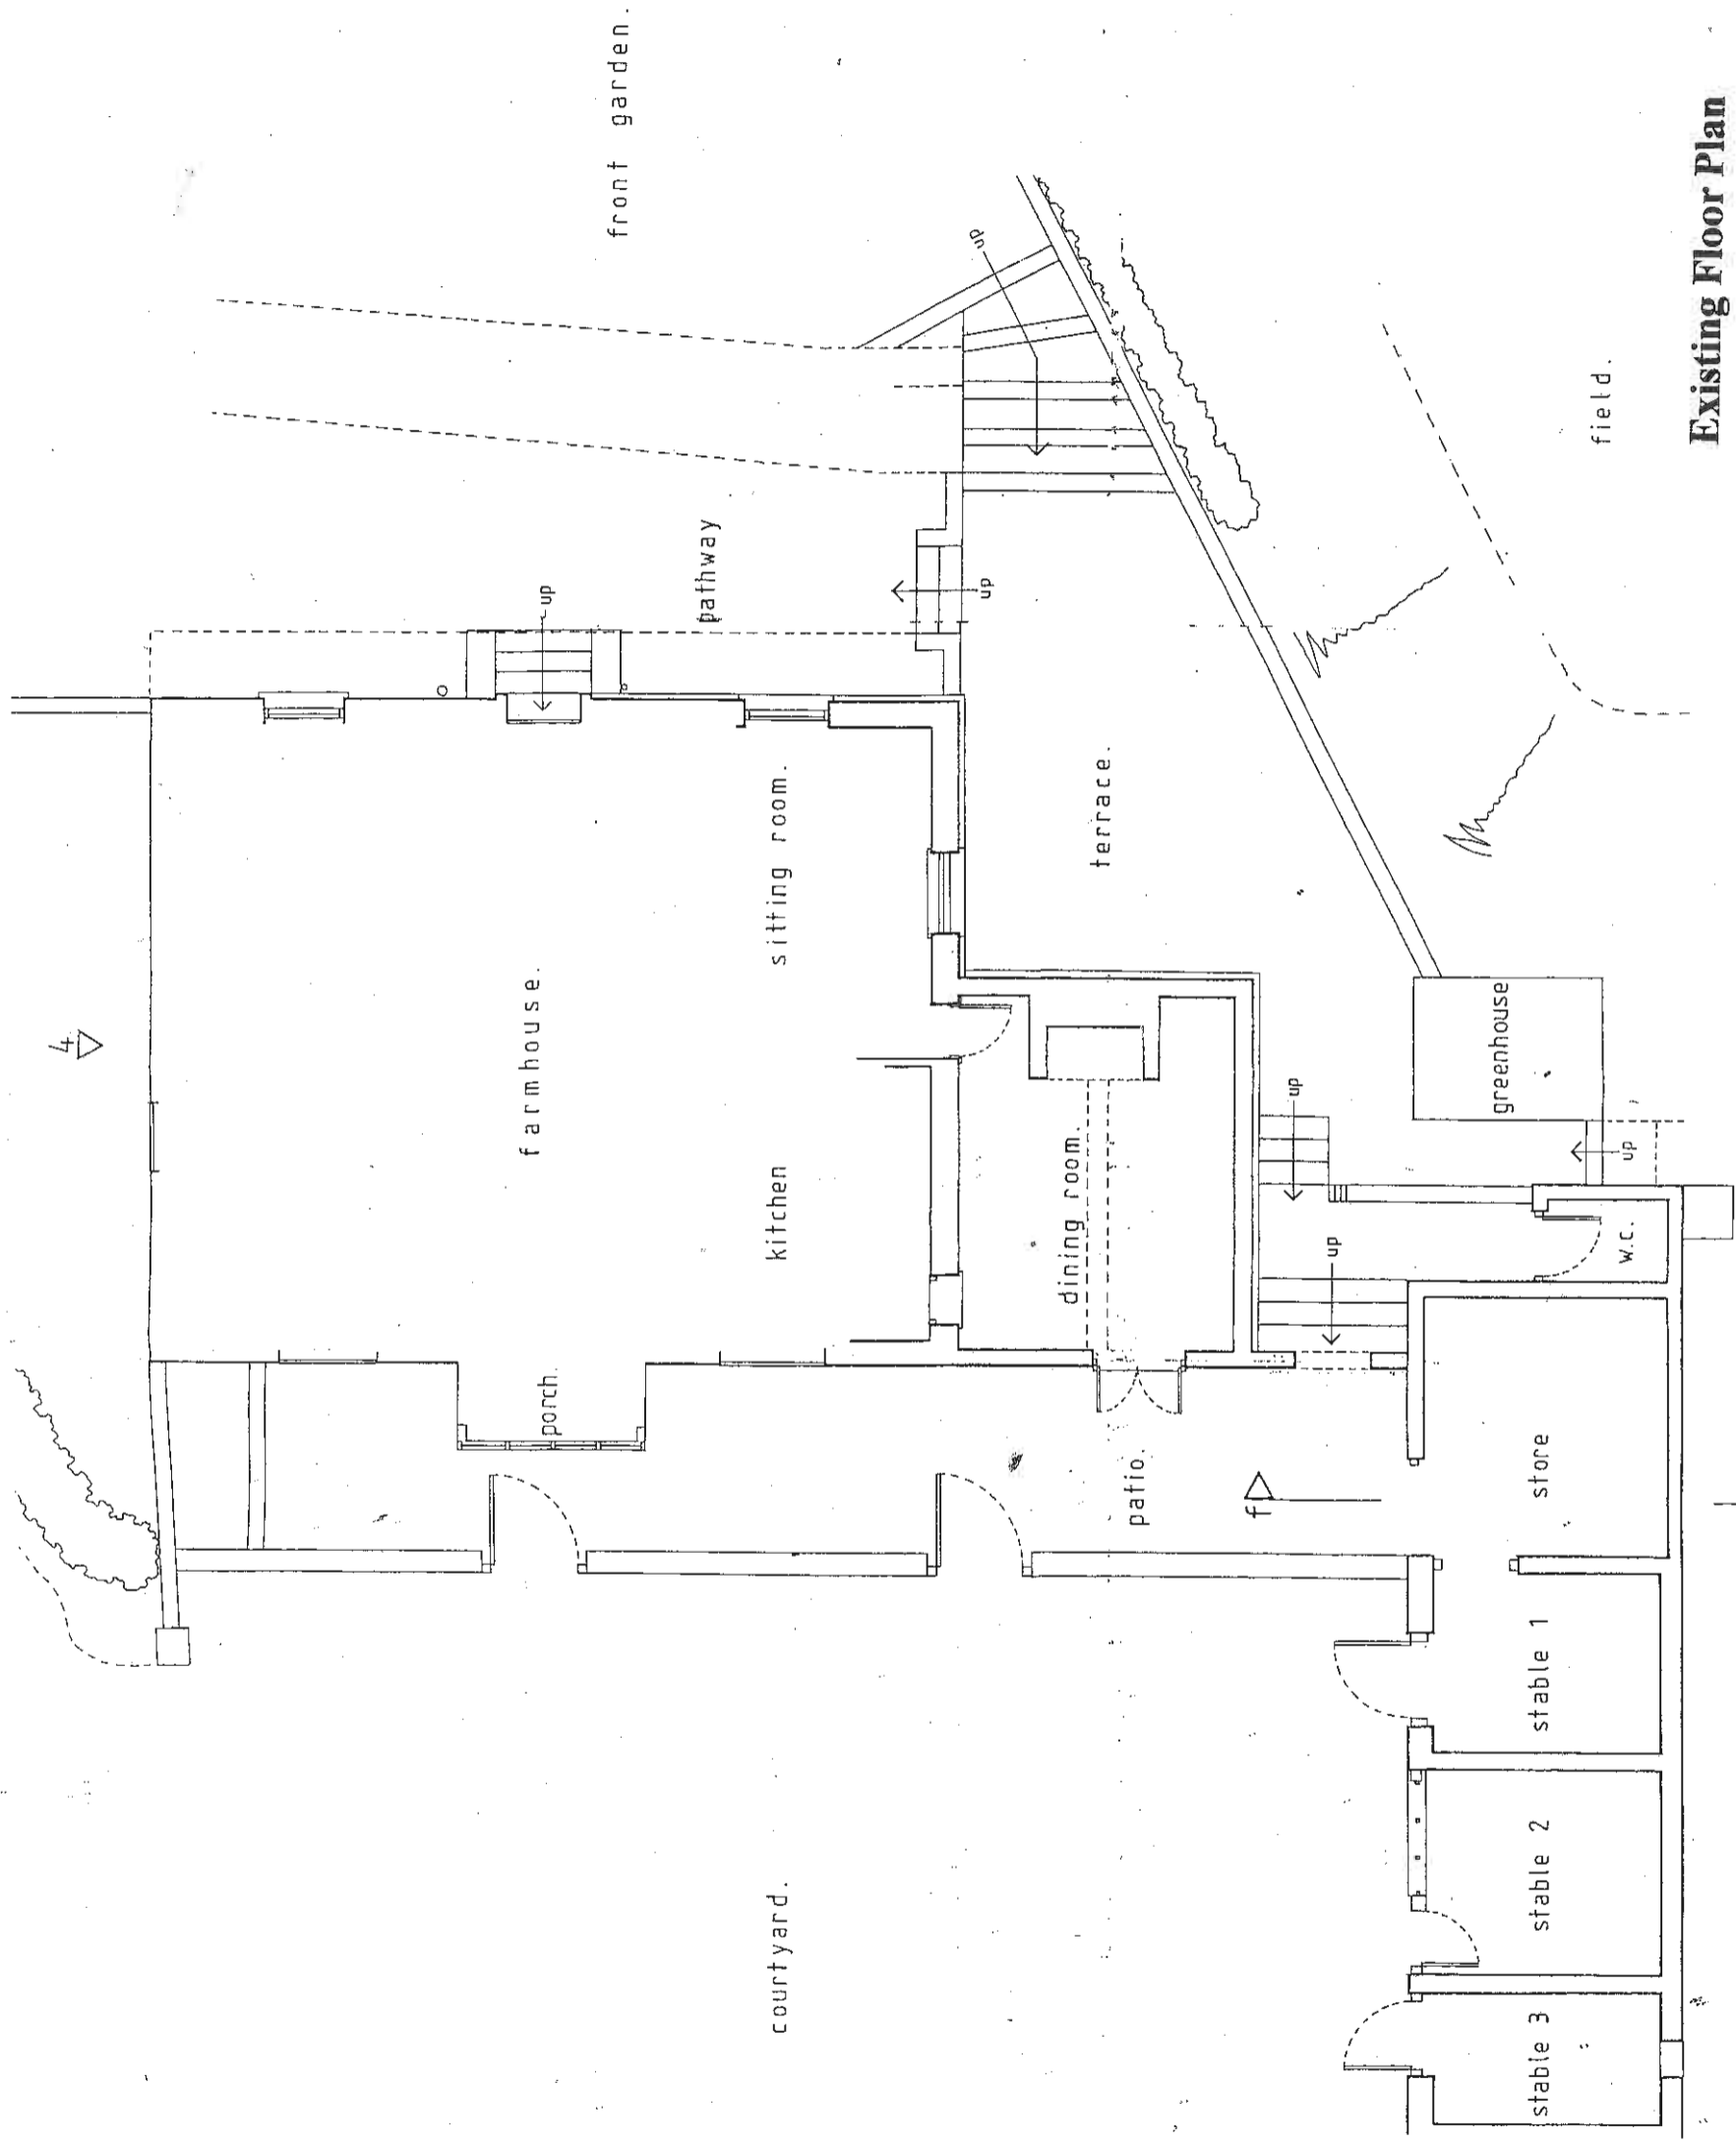 4
farmhouse.
front garden.
porch.
up
pathway
courtyard.
kitchen
sitting room.
up
up
dining room.
terrace.
patio.
f
up
up
stable 3
stable 2
stable 1
store
w.c.
up
greenhouse
field.
Existing Floor Plan